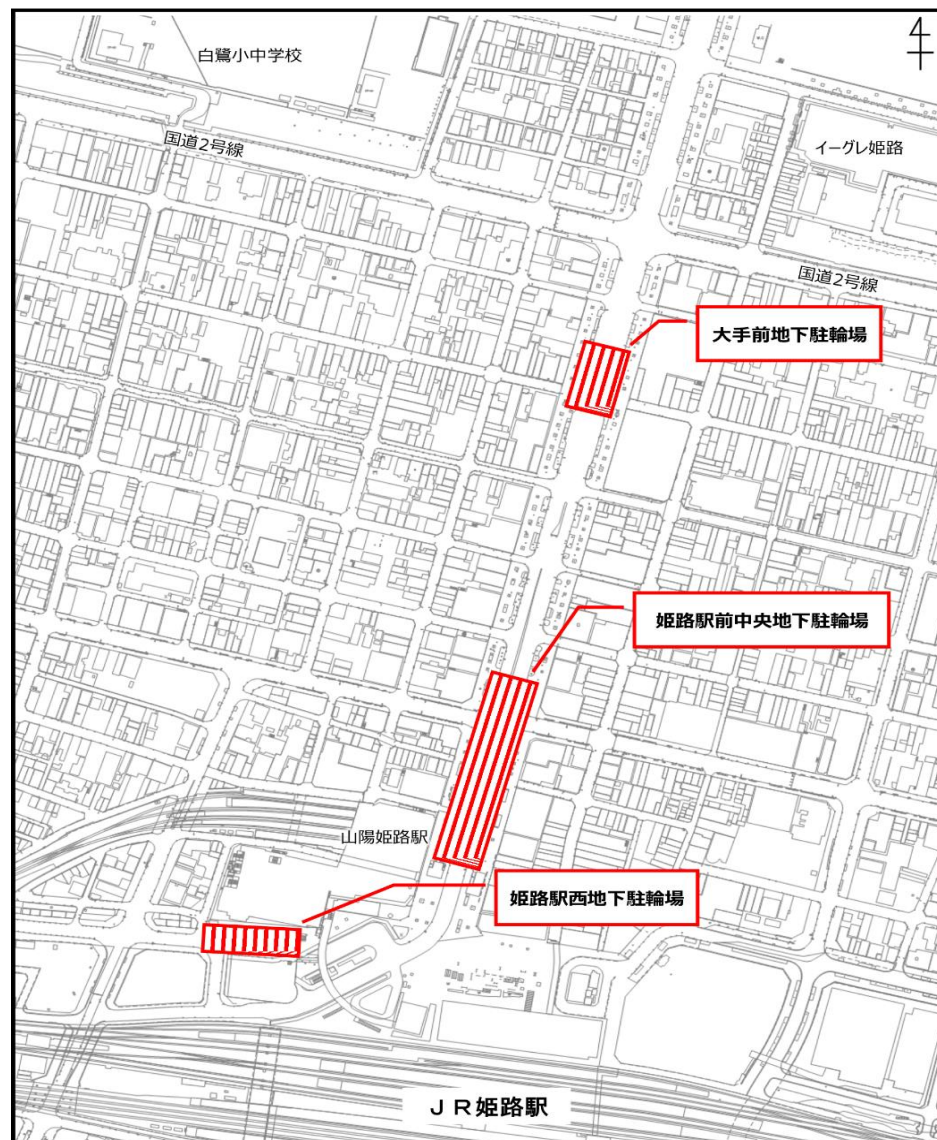 白鷺小中学校
国道2号線
イーグレ姫路
国道2号線
大手前地下駐輪場
姫路駅前中央地下駐輪場
山陽姫路駅
姫路駅西地下駐輪場
ＪＲ姫路駅